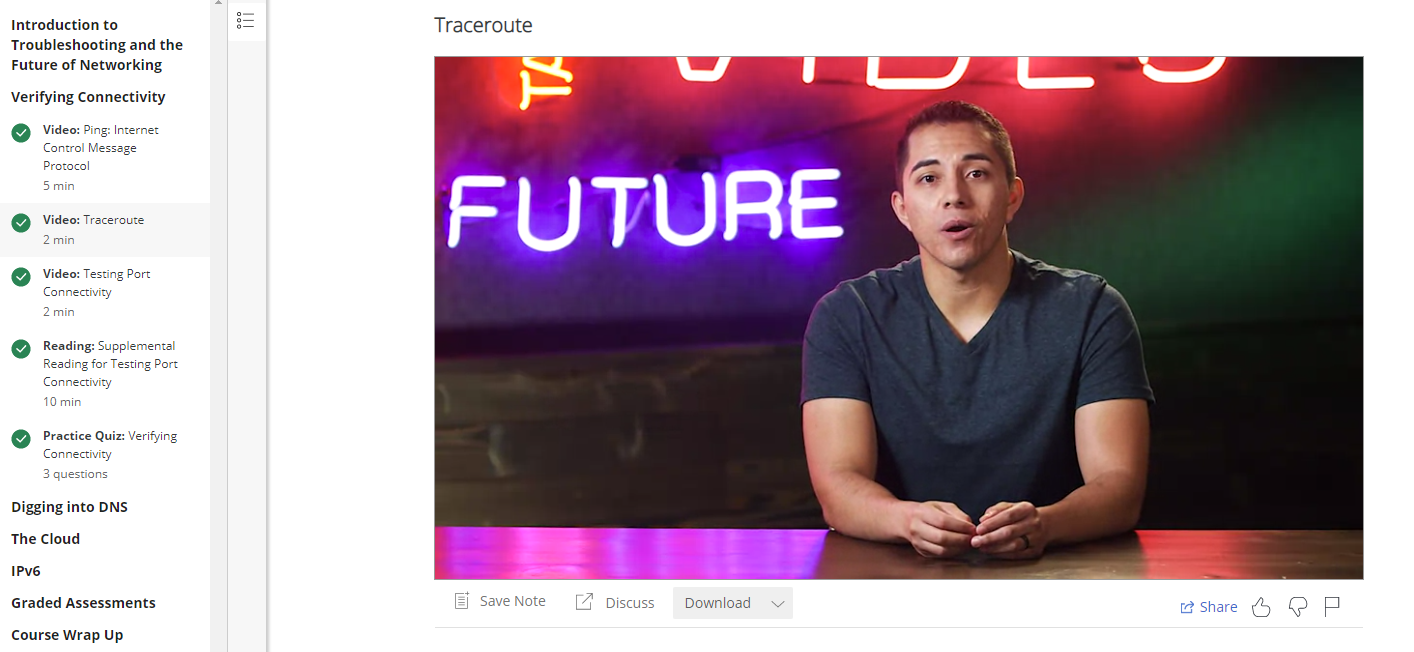 Introduction to
Troubleshooting and the
Future of Networking
Verifying Connectivity
Video: Ping: Internet
Control Message
Protocol
5 min
Video: Traceroute
2 min
Video: Testing Port
Connectivity
2 min
Reading: Supplemental
Reading for Testing Port
Connectivity
10 min
Practice Quiz: Verifying
Connectivity
3 questions
Digging into DNS
The Cloud
IPv6
Graded Assessments
Course Wrap Up
Traceroute
FUTURE
Save Note
Discuss
Download
Share